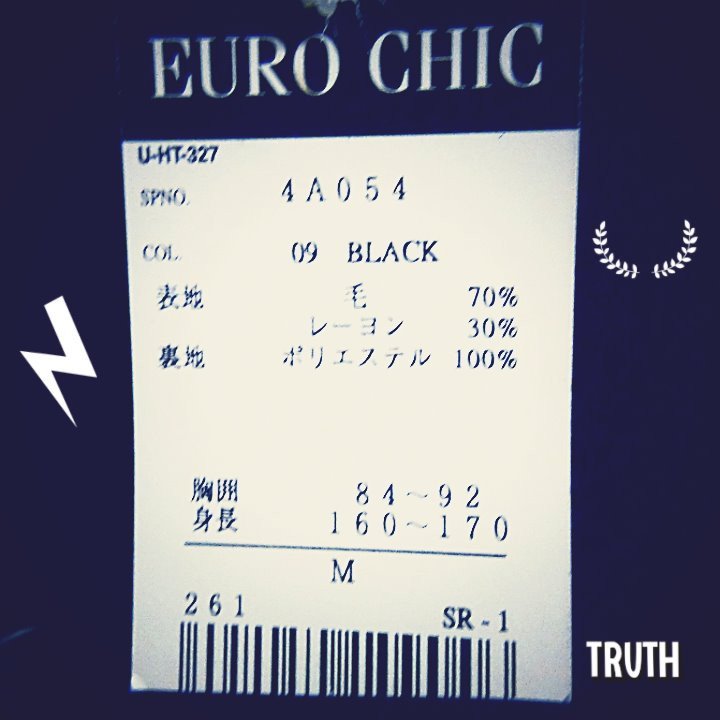 EURO CHIC
U-HT-327
SPNO. 4A054
COL. 09 BLACK
表地 毛 70%
レーヨン 30%
裏地 ポリエステル 100%
胸囲 84～92
身長 160～170
M
261 SR-1
TRUTH